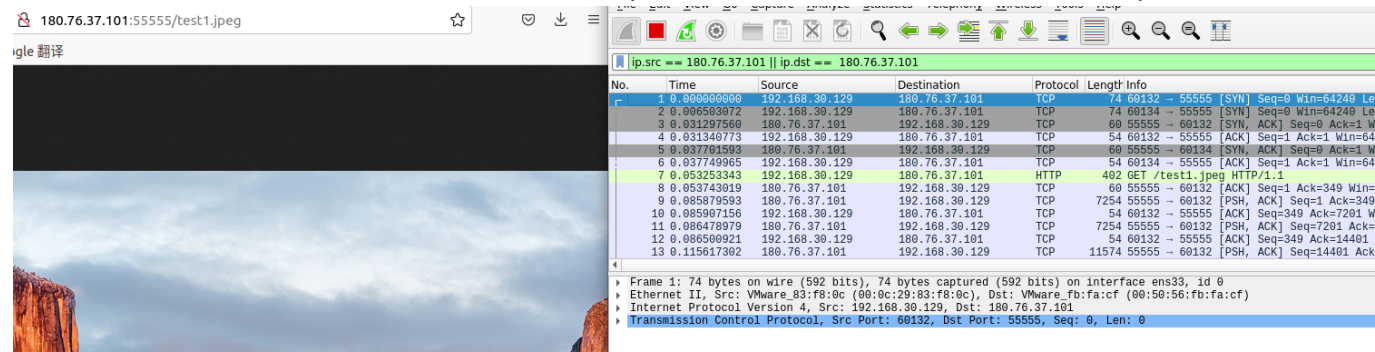 180.76.37.101:55555/test1.jpeg
ogle 翻译
ip.src == 180.76.37.101 || ip.dst == 180.76.37.101
No. Time Source Destination Protocol Length Info
1 0.000000000 192.168.30.129 180.76.37.101 TCP 74 60132 → 55555 [SYN] Seq=0 Win=64240 Le
2 0.006503072 192.168.30.129 180.76.37.101 TCP 74 60134 → 55555 [SYN] Seq=0 Win=64240 Le
3 0.031297560 180.76.37.101 192.168.30.129 TCP 60 55555 → 60132 [SYN, ACK] Seq=0 Ack=1 W
4 0.031340773 192.168.30.129 180.76.37.101 TCP 54 60132 → 55555 [ACK] Seq=1 Ack=1 Win=64
5 0.037701593 180.76.37.101 192.168.30.129 TCP 60 55555 → 60134 [SYN, ACK] Seq=0 Ack=1 W
6 0.037749965 192.168.30.129 180.76.37.101 TCP 54 60134 → 55555 [ACK] Seq=1 Ack=1 Win=64
7 0.053253343 192.168.30.129 180.76.37.101 HTTP 402 GET /test1.jpeg HTTP/1.1
8 0.053743019 180.76.37.101 192.168.30.129 TCP 60 55555 → 60132 [ACK] Seq=1 Ack=349 Win=
9 0.085879593 180.76.37.101 192.168.30.129 TCP 7254 55555 → 60132 [PSH, ACK] Seq=1 Ack=349
10 0.085907156 192.168.30.129 180.76.37.101 TCP 54 60132 → 55555 [ACK] Seq=349 Ack=7201 W
11 0.086478979 180.76.37.101 192.168.30.129 TCP 7254 55555 → 60132 [PSH, ACK] Seq=7201 Ack=
12 0.086500921 192.168.30.129 180.76.37.101 TCP 54 60132 → 55555 [ACK] Seq=349 Ack=14401
13 0.115617302 180.76.37.101 192.168.30.129 TCP 11574 55555 → 60132 [PSH, ACK] Seq=14401 Ack
Frame 1: 74 bytes on wire (592 bits), 74 bytes captured (592 bits) on interface ens33, id 0
Ethernet II, Src: VMware_83:f8:0c (00:0c:29:83:f8:0c), Dst: VMware_fb:fa:cf (00:50:56:fb:fa:cf)
Internet Protocol Version 4, Src: 192.168.30.129, Dst: 180.76.37.101
Transmission Control Protocol, Src Port: 60132, Dst Port: 55555, Seq: 0, Len: 0